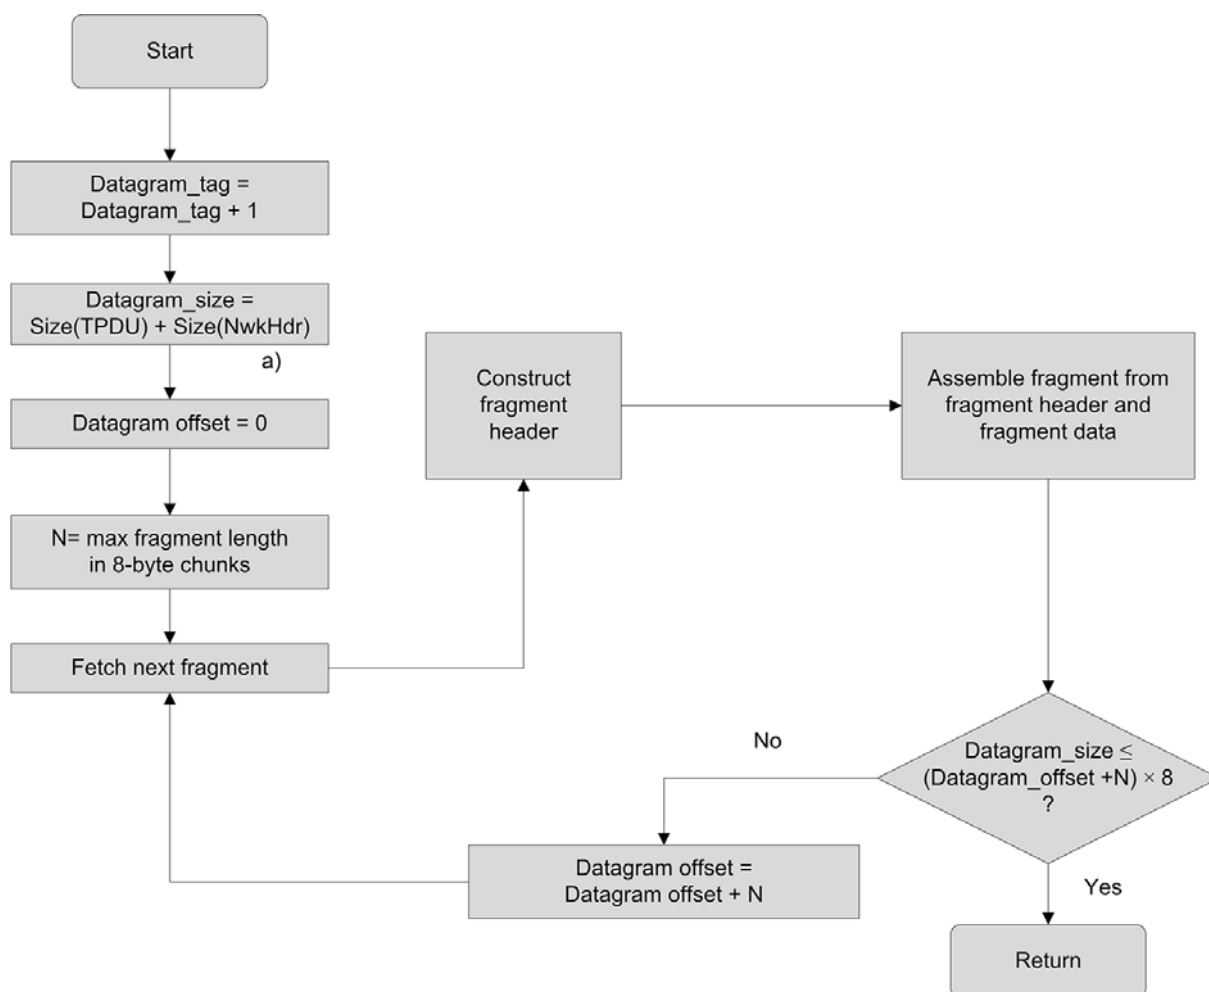 Start
Datagram_tag =
Datagram_tag + 1
Datagram_size =
Size(TPDU) + Size(NwkHdr)
a)
Datagram offset = 0
N= max fragment length
in 8-byte chunks
Fetch next fragment
Construct
fragment
header
Assemble fragment from
fragment header and
fragment data
Datagram_size ≤
(Datagram_offset +N) × 8
?
No
Datagram offset =
Datagram offset + N
Yes
Return